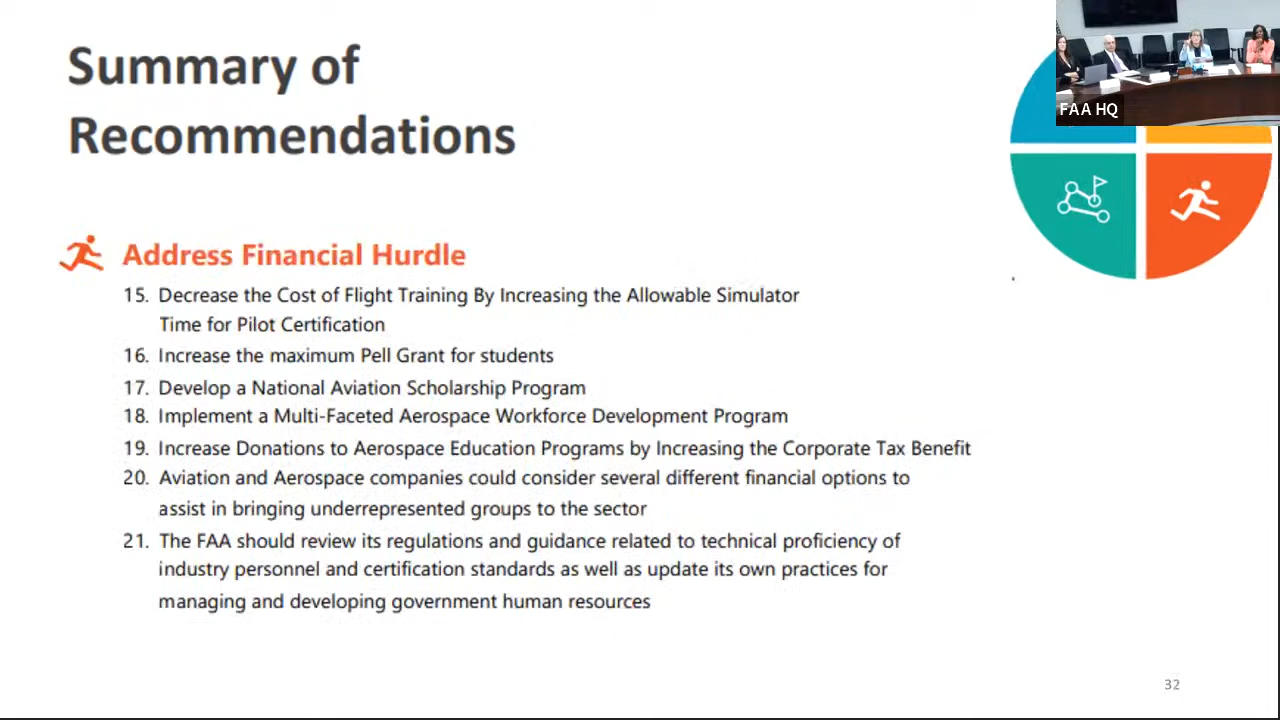 Summary of
Recommendations
FAA HQ
Address Financial Hurdle
15. Decrease the Cost of Flight Training By Increasing the Allowable Simulator
Time for Pilot Certification
16. Increase the maximum Pell Grant for students
17. Develop a National Aviation Scholarship Program
18. Implement a Multi-Faceted Aerospace Workforce Development Program
19. Increase Donations to Aerospace Education Programs by Increasing the Corporate Tax Benefit
20. Aviation and Aerospace companies could consider several different financial options to
assist in bringing underrepresented groups to the sector
21. The FAA should review its regulations and guidance related to technical proficiency of
industry personnel and certification standards as well as update its own practices for
managing and developing government human resources
32